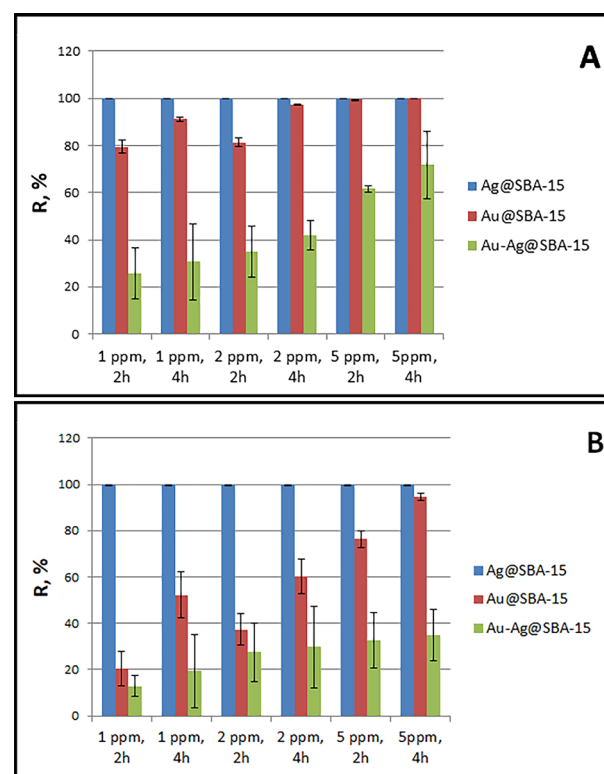 A
120
100
80
60
40
20
0
R, %
1 ppm, 2h
1 ppm, 4h
2 ppm, 2h
2 ppm, 4h
5 ppm, 2h
5ppm, 4h
Ag@SBA-15
Au@SBA-15
Au-Ag@SBA-15
B
120
100
80
60
40
20
0
R, %
1 ppm, 2h
1 ppm, 4h
2 ppm, 2h
2 ppm, 4h
5 ppm, 2h
5ppm, 4h
Ag@SBA-15
Au@SBA-15
Au-Ag@SBA-15